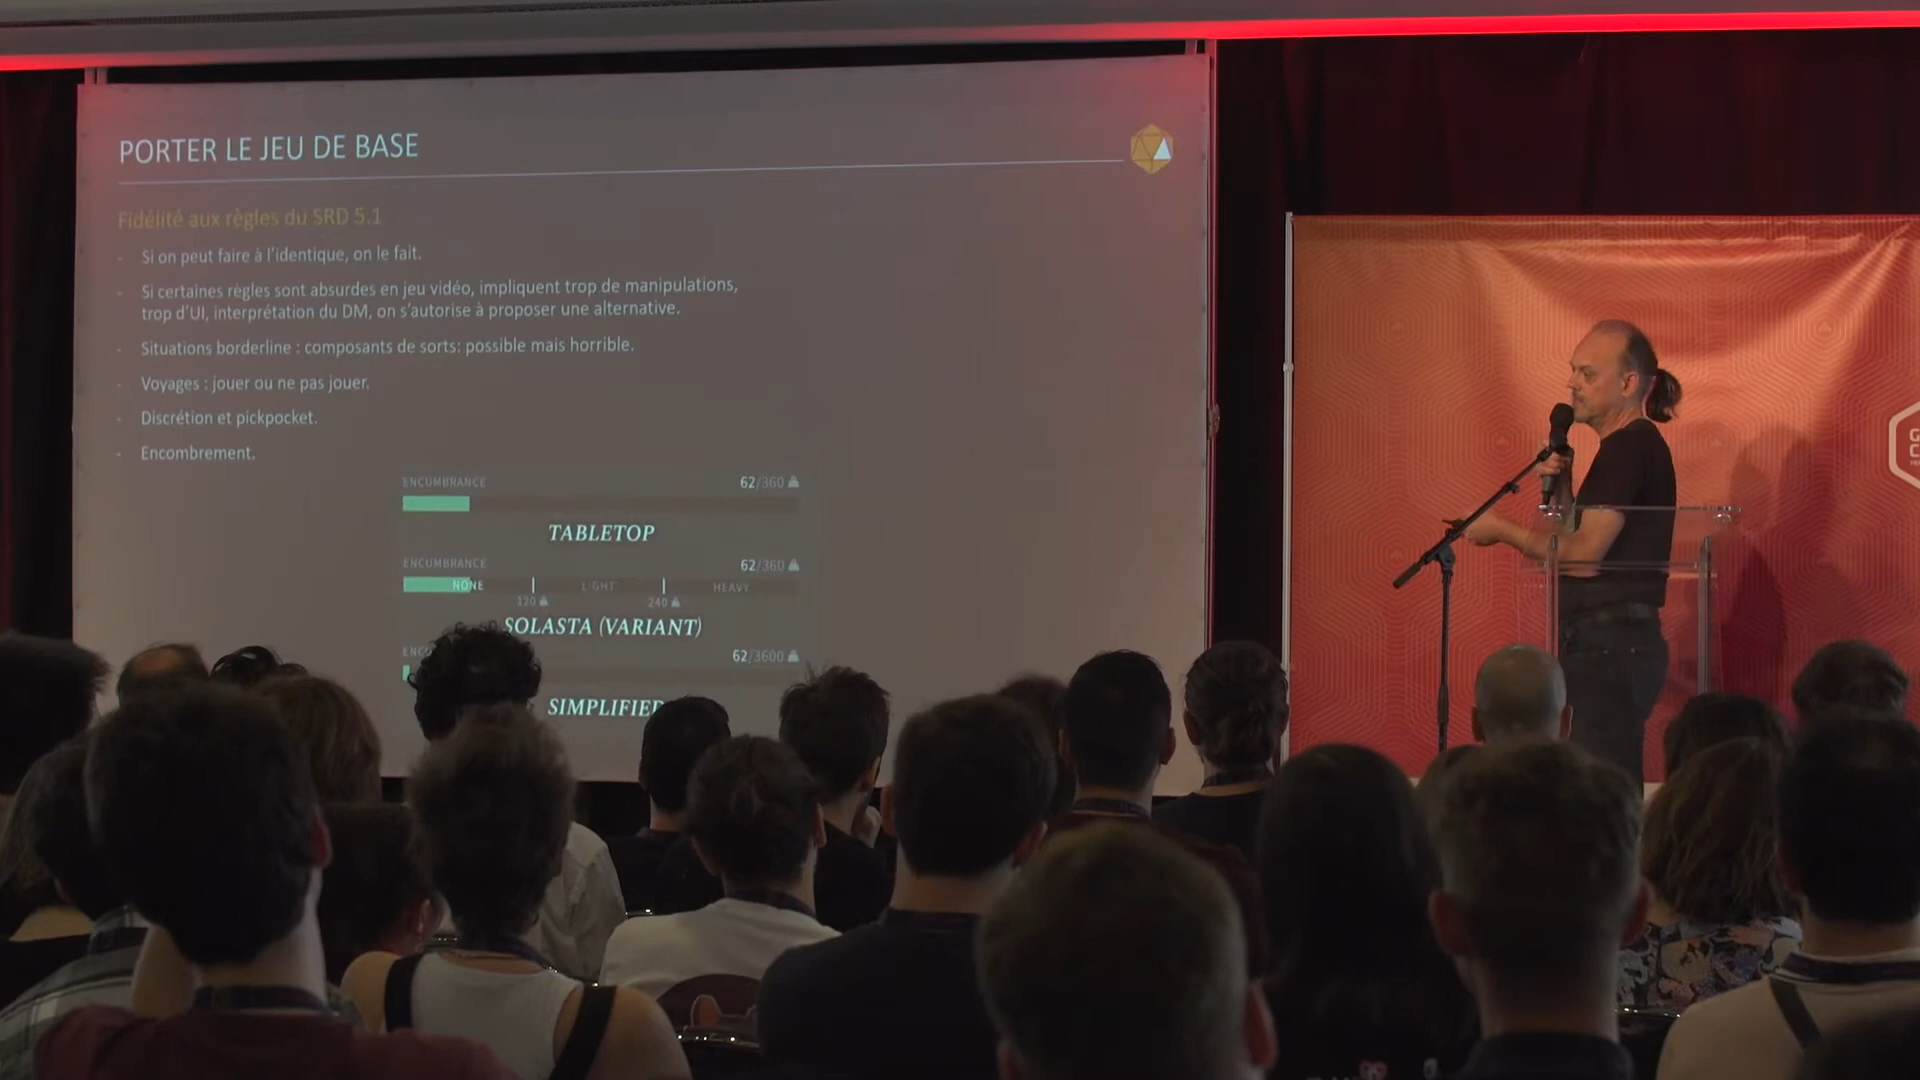 PORTER LE JEU DE BASE
Fidélité aux règles du SRD 5.1
- Si on peut faire à l'identique, on le fait.
- Si certaines règles sont absurdes en jeu vidéo, impliquent trop de manipulations,
trop d'UI, interprétation du DM, on s'autorise à proposer une alternative.
- Situations borderline : composants de sorts: possible mais horrible.
- Voyages : jouer ou ne pas jouer.
- Discrétion et pickpocket.
- Encombrement.
ENCUMBRANCE 62/360
TABLETOP
ENCUMBRANCE 62/360
NONE LIGHT HEAVY
120 240
SOLASTA (VARIANT)
ENCU 62/3600
SIMPLIFIED